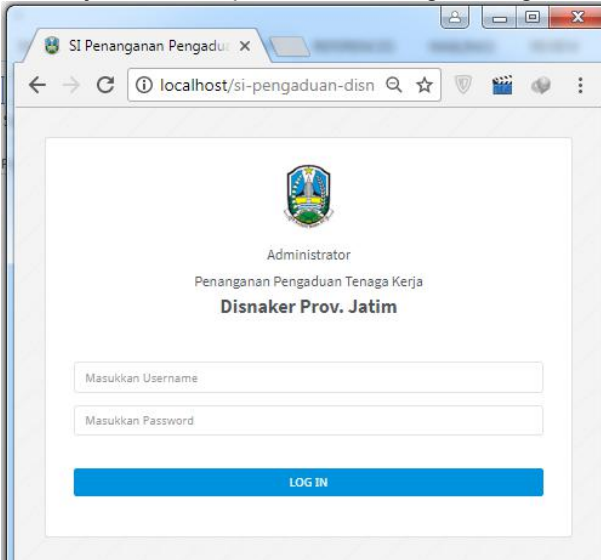 SI Penanganan Pengadu
localhost/si-pengaduan-disn
Administrator
Penanganan Pengaduan Tenaga Kerja
Disnaker Prov. Jatim
Masukkan Username
Masukkan Password
LOG IN